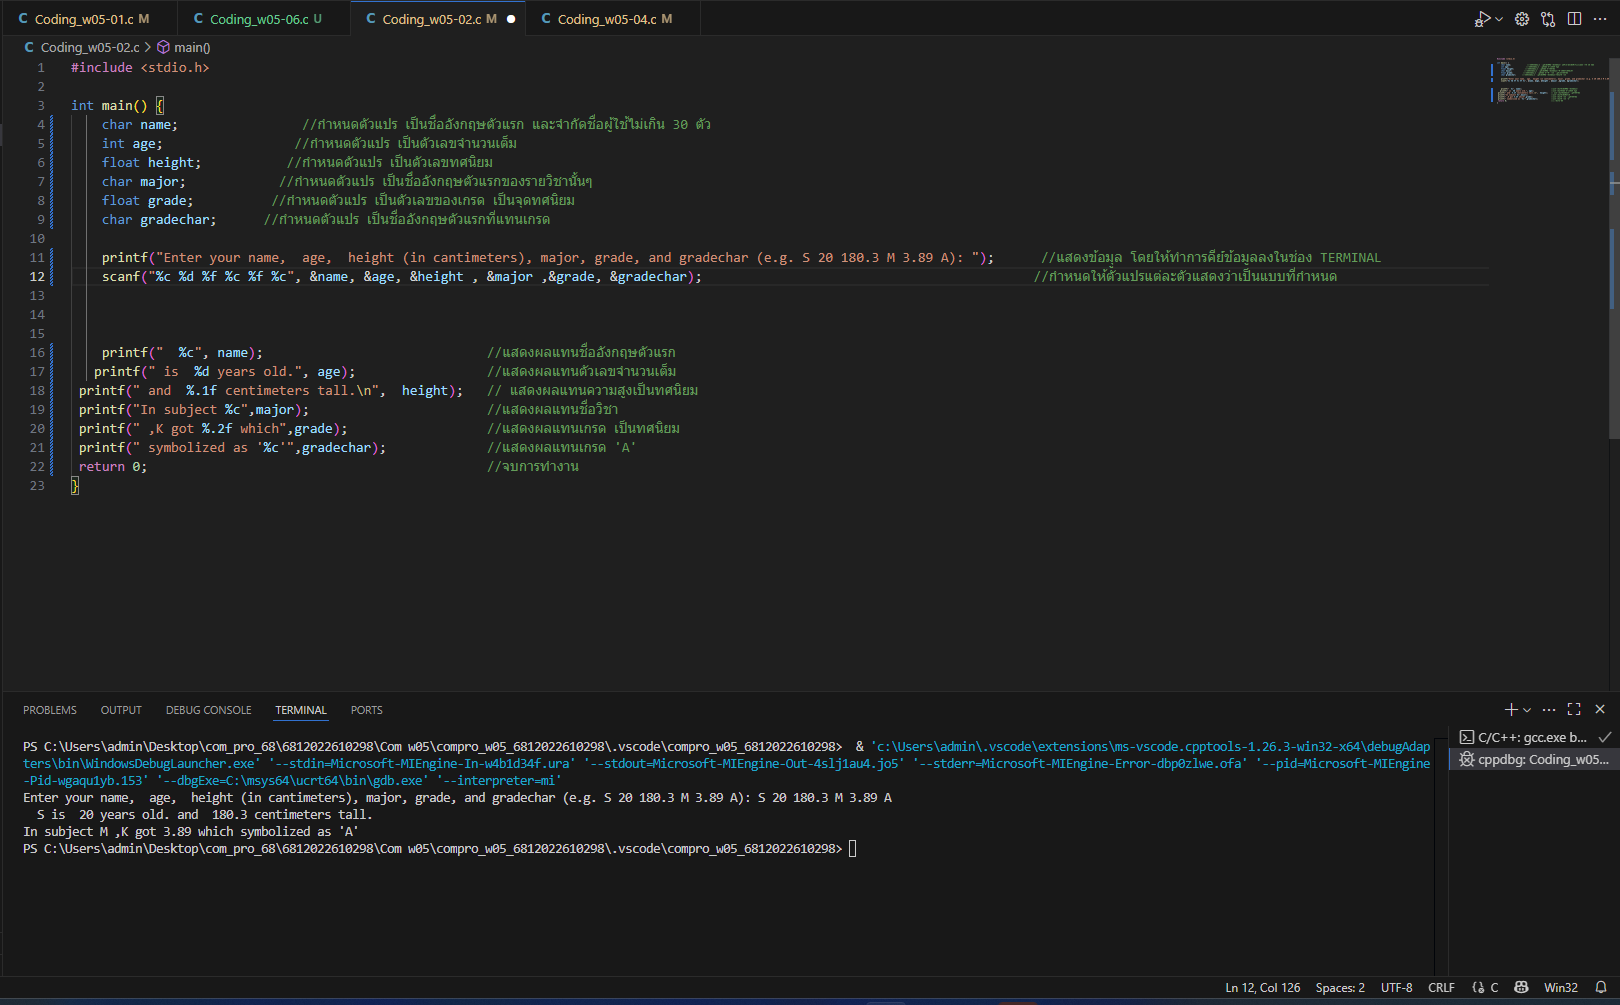 C Coding_w05-01.c M
C Coding_w05-06.c U
C Coding_w05-02.c M
C Coding_w05-04.c M
C Coding_w05-02.c > main()
1 #include <stdio.h>
2
3 int main() {
4 char name; //กำหนดตัวแปร เป็นชื่ออังกฤษตัวแรก และจำกัดชื่อผู้ใช้ไม่เกิน 30 ตัว
5 int age; //กำหนดตัวแปร เป็นตัวเลขจำนวนเต็ม
6 float height; //กำหนดตัวแปร เป็นตัวเลขทศนิยม
7 char major; //กำหนดตัวแปร เป็นชื่ออังกฤษตัวแรกของรายวิชานั้นๆ
8 float grade; //กำหนดตัวแปร เป็นตัวเลขของเกรด เป็นจุดทศนิยม
9 char gradechar; //กำหนดตัวแปร เป็นชื่ออังกฤษตัวแรกที่แทนเกรด
10
11 printf("Enter your name,  age,  height (in cantimeters), major, grade, and gradechar (e.g. S 20 180.3 M 3.89 A): "); //แสดงข้อมูล โดยให้ทำการคีย์ข้อมูลลงในช่อง TERMINAL
12 scanf("%c %d %f %c %f %c", &name, &age, &height , &major ,&grade, &gradechar); //กำหนดให้ตัวแปรแต่ละตัวแสดงว่าเป็นแบบที่กำหนด
13
14
15
16 printf("  %c", name); //แสดงผลแทนชื่ออังกฤษตัวแรก
17 printf(" is  %d years old.", age); //แสดงผลแทนตัวเลขจำนวนเต็ม
18 printf(" and  %.1f centimeters tall.\n",  height); // แสดงผลแทนความสูงเป็นทศนิยม
19 printf("In subject %c",major); //แสดงผลแทนชื่อวิชา
20 printf(" ,K got %.2f which",grade); //แสดงผลแทนเกรด เป็นทศนิยม
21 printf(" symbolized as '%c'",gradechar); //แสดงผลแทนเกรด 'A'
22 return 0; //จบการทำงาน
23 }
PROBLEMS OUTPUT DEBUG CONSOLE TERMINAL PORTS
PS C:\Users\admin\Desktop\com_pro_68\6812022610298\Com w05\compro_w05_6812022610298\.vscode\compro_w05_6812022610298>  & 'c:\Users\admin\.vscode\extensions\ms-vscode.cpptools-1.26.3-win32-x64\debugAdap
ters\bin\WindowsDebugLauncher.exe' '--stdin=Microsoft-MIEngine-In-w4b1d34f.ura' '--stdout=Microsoft-MIEngine-Out-4slj1au4.jo5' '--stderr=Microsoft-MIEngine-Error-dbp0zlwe.ofa' '--pid=Microsoft-MIEngine
-Pid-wgaqu1yb.153' '--dbgExe=C:\msys64\ucrt64\bin\gdb.exe' '--interpreter=mi'
Enter your name,  age,  height (in cantimeters), major, grade, and gradechar (e.g. S 20 180.3 M 3.89 A): S 20 180.3 M 3.89 A
  S is  20 years old. and  180.3 centimeters tall.
In subject M ,K got 3.89 which symbolized as 'A'
PS C:\Users\admin\Desktop\com_pro_68\6812022610298\Com w05\compro_w05_6812022610298\.vscode\compro_w05_6812022610298>
C/C++: gcc.exe b...
cppdbg: Coding_w05...
Ln 12, Col 126 Spaces: 2 UTF-8 CRLF C Win32